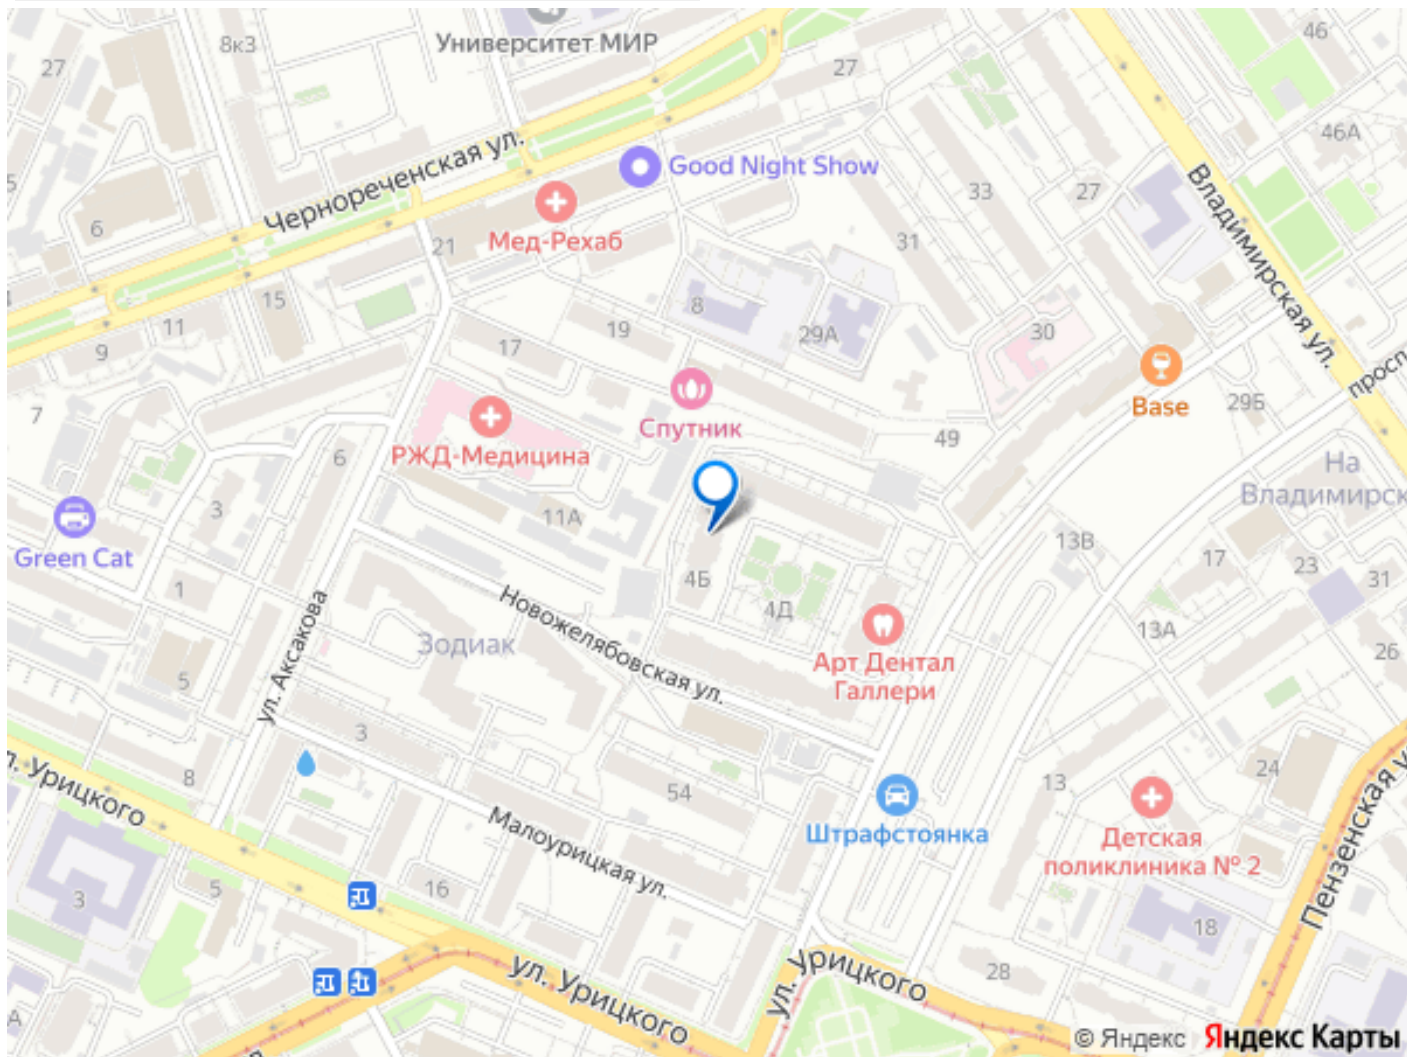 Университет МИР
8к3
46
27
27
46А
Чернореченская ул.
Good Night Show
Мед-Рехаб
33
27
Владимирская ул.
6
21
31
15
8
11
19
29А
30
9
17
просп
7
Спутник
Base
29Б
49
РЖД-Медицина
6
На
Владимирск
3
11А
Green Cat
13В
17
23
31
4Б
1
Новожелябовская ул.
4Д
13А
ул. Аксакова
Зодиак
Арт Дентал
Галлери
26
5
3
л. Урицкого
8
54
13
24
Малоурицкая ул.
Штрафстоянка
Детская
поликлиника № 2
Пензенская у
3
5
16
18
ул. Урицкого
ул. Урицкого
28
А
© Яндекс Яндекс Карты